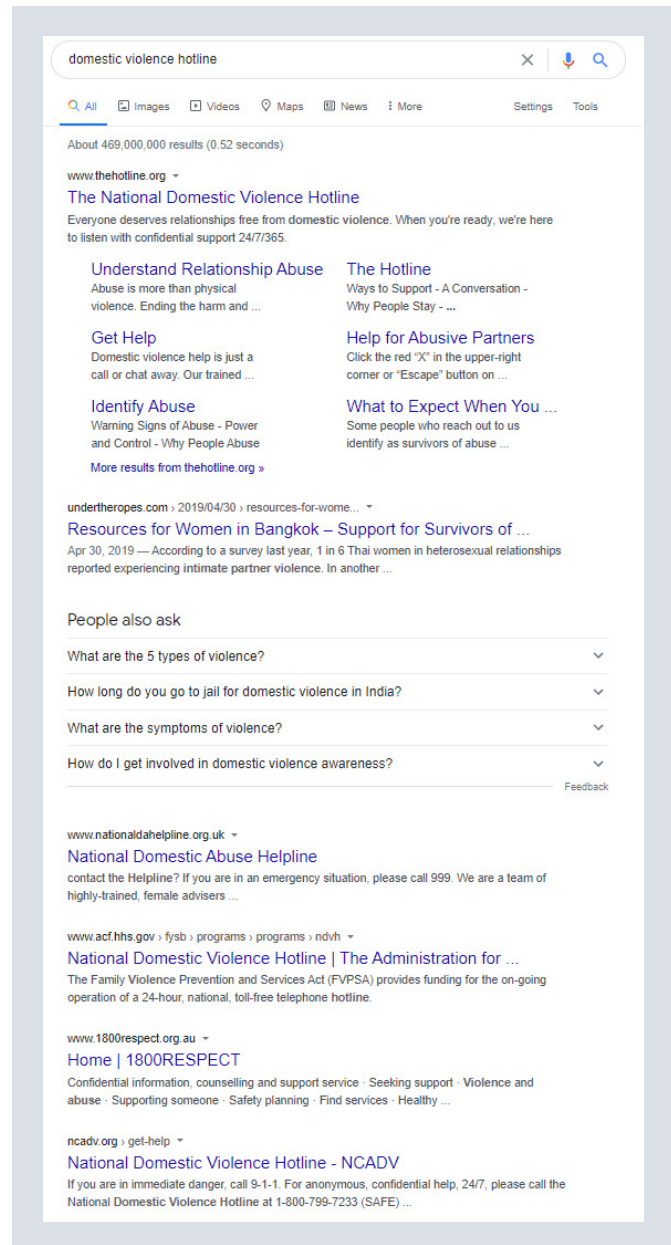 domestic violence hotline
All Images Videos Maps News More Settings Tools
About 469,000,000 results (0.52 seconds)
www.thehotline.org
The National Domestic Violence Hotline
Everyone deserves relationships free from domestic violence. When you're ready, we're here
to listen with confidential support 24/7/365.
Understand Relationship Abuse
Abuse is more than physical
violence. Ending the harm and ...
The Hotline
Ways to Support - A Conversation -
Why People Stay - ...
Get Help
Domestic violence help is just a
call or chat away. Our trained ...
Help for Abusive Partners
Click the red “X” in the upper-right
corner or “Escape” button on ...
Identify Abuse
Warning Signs of Abuse - Power
and Control - Why People Abuse
What to Expect When You ...
Some people who reach out to us
identify as survivors of abuse ...
More results from thehotline.org »
undertheropes.com › 2019/04/30 › resources-for-wome...
Resources for Women in Bangkok – Support for Survivors of ...
Apr 30, 2019 — According to a survey last year, 1 in 6 Thai women in heterosexual relationships
reported experiencing intimate partner violence. In another ...
People also ask
What are the 5 types of violence?
How long do you go to jail for domestic violence in India?
What are the symptoms of violence?
How do I get involved in domestic violence awareness?
Feedback
www.nationaldahelpline.org.uk
National Domestic Abuse Helpline
contact the Helpline? If you are in an emergency situation, please call 999. We are a team of
highly-trained, female advisers ...
www.acf.hhs.gov › fysb › programs › programs › ndvh
National Domestic Violence Hotline | The Administration for ...
The Family Violence Prevention and Services Act (FVPSA) provides funding for the on-going
operation of a 24-hour, national, toll-free telephone hotline.
www.1800respect.org.au
Home | 1800RESPECT
Confidential information, counselling and support service · Seeking support · Violence and
abuse · Supporting someone · Safety planning · Find services · Healthy ...
ncadv.org › get-help
National Domestic Violence Hotline - NCADV
If you are in immediate danger, call 9-1-1. For anonymous, confidential help, 24/7, please call the
National Domestic Violence Hotline at 1-800-799-7233 (SAFE) ...